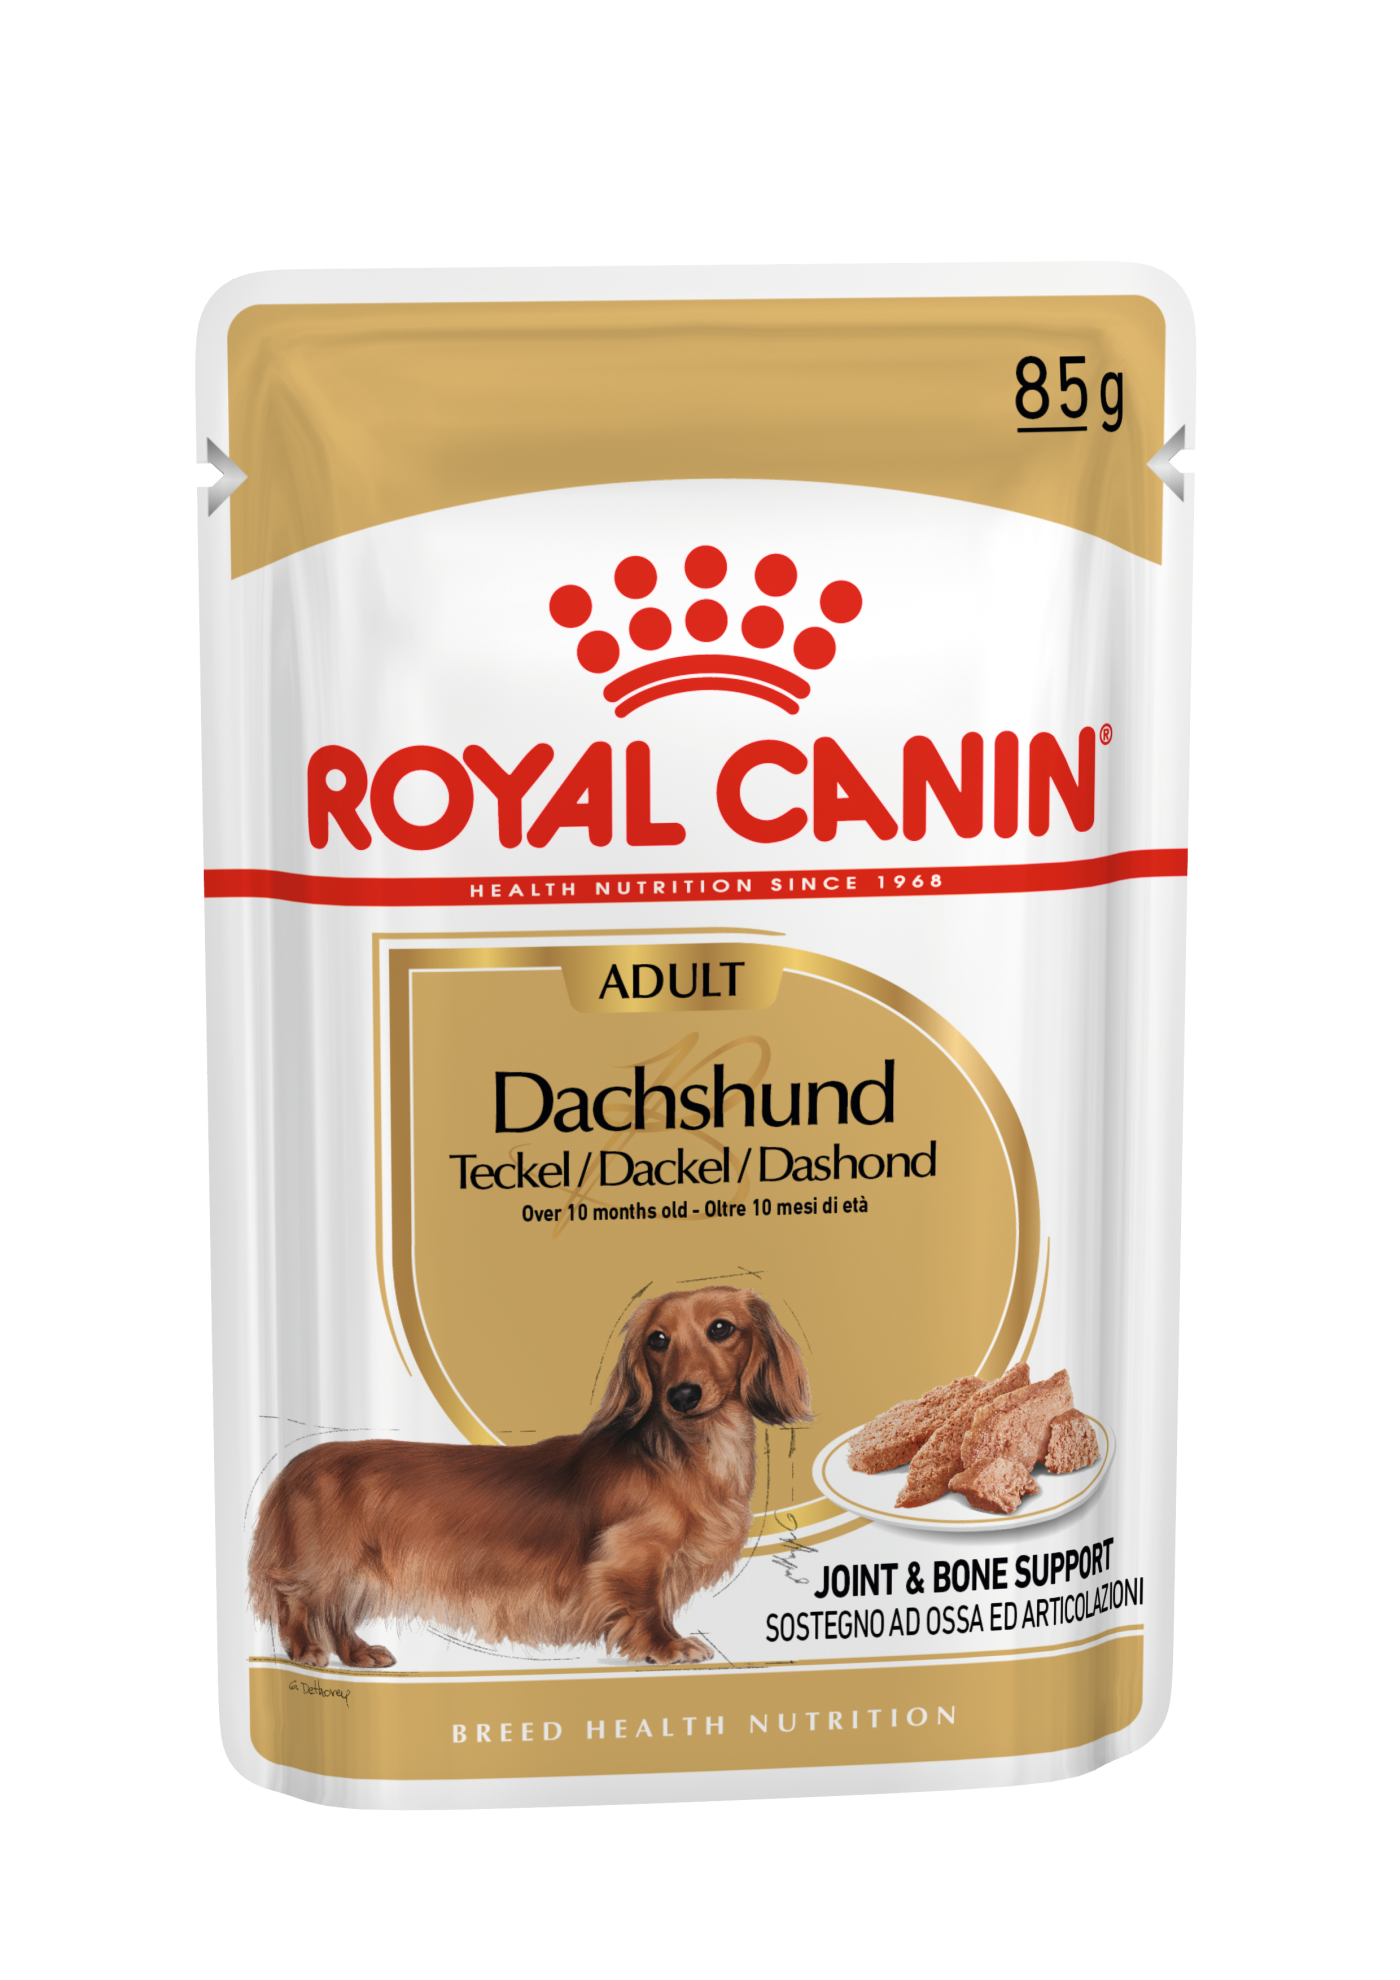 85g
ROYAL CANIN®
HEALTH NUTRITION SINCE 1968
ADULT
Dachshund
Teckel/Dackel/Dashond
Over 10 months old - Oltre 10 mesi di età
JOINT & BONE SUPPORT
SOSTEGNO AD OSSA ED ARTICOLAZIONI
G. Dethorey
BREED HEALTH NUTRITION